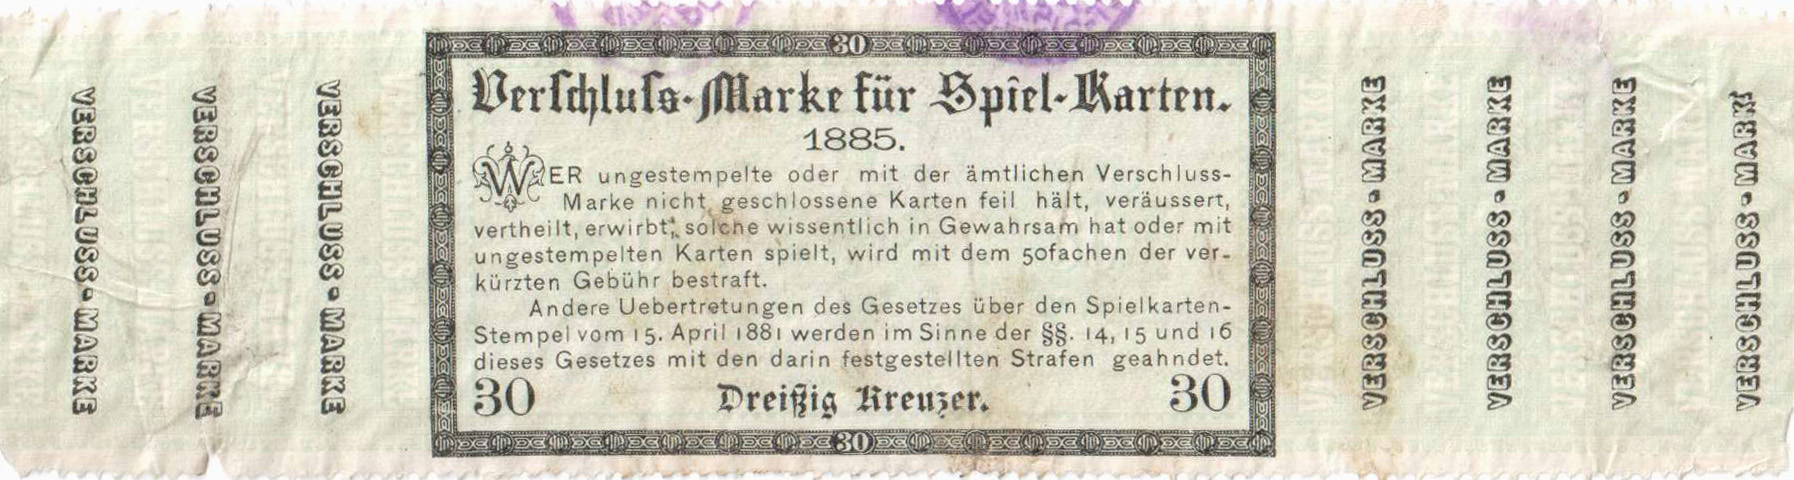 VERSCHLUSS-MARKE
VERSCHLUSS-MARKE
VERSCHLUSS-MARKE
30
Verschluss-Marke für Spiel-Karten.
1885.
WER ungestempelte oder mit der ämtlichen Verschluss-
Marke nicht geschlossene Karten feil hält, veräussert,
vertheilt, erwirbt, solche wissentlich in Gewahrsam hat oder mit
ungestempelten Karten spielt, wird mit dem 50fachen der ver-
kürzten Gebühr bestraft.
Andere Uebertretungen des Gesetzes über den Spielkarten-
Stempel vom 15. April 1881 werden im Sinne der §§. 14, 15 und 16
dieses Gesetzes mit den darin festgestellten Strafen geahndet.
30 Dreißig Kreuzer. 30
30
VERSCHLUSS-MARKE
VERSCHLUSS-MARKE
VERSCHLUSS-MARKE
VERSCHLUSS-MARK